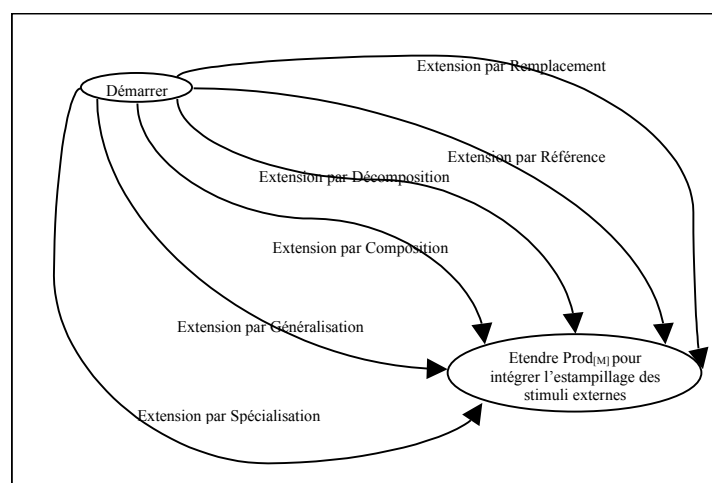 Extension par Remplacement
Démarrer
Extension par Référence
Extension par Décomposition
Extension par Composition
Extension par Généralisation
Etendre Prod[M] pour
intégrer l’estampillage des
stimuli externes
Extension par Spécialisation